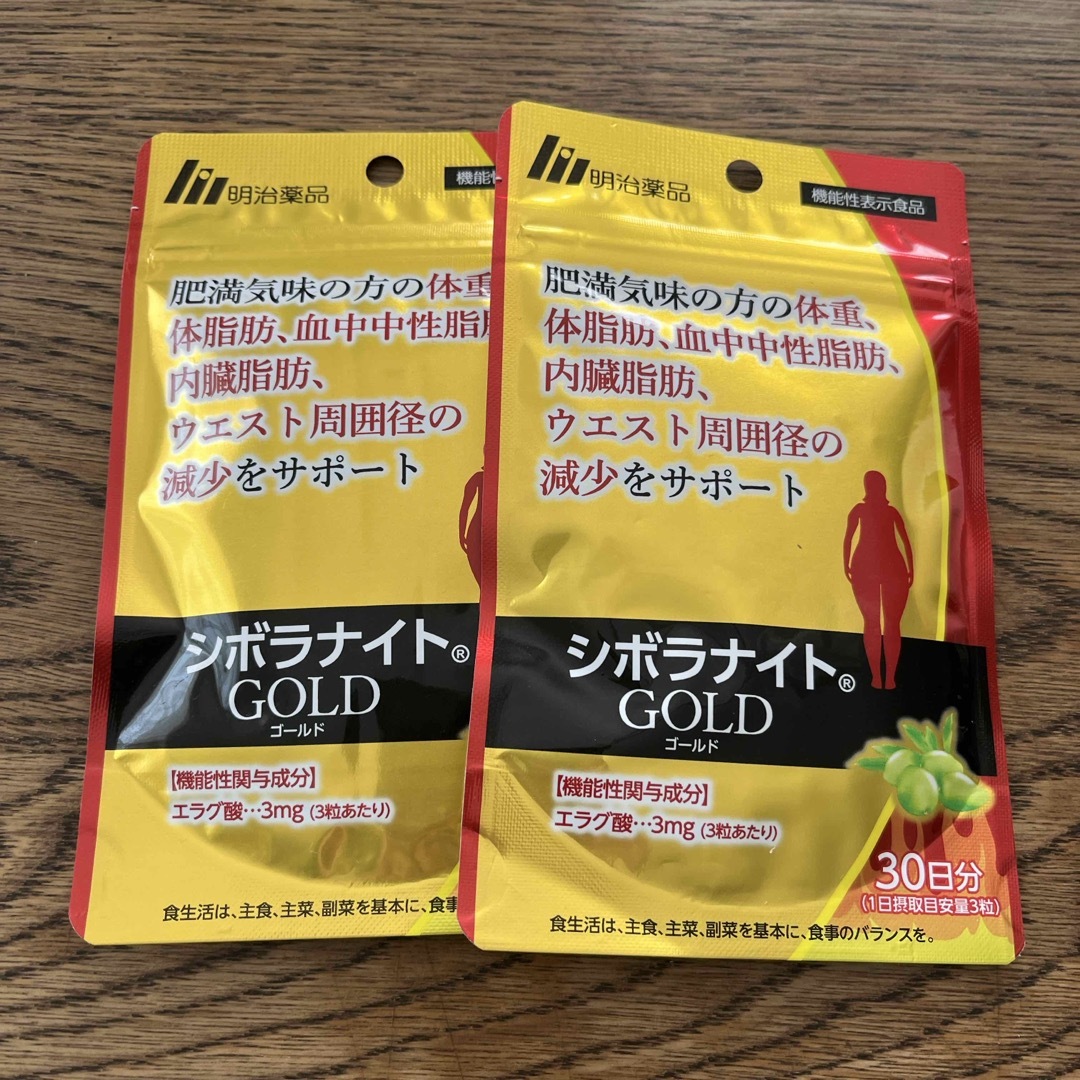 明治薬品
機能性
肥満気味の方の体重
体脂肪、血中中性脂肪
内臓脂肪、
ウエスト周囲径の
減少をサポート
シボラナイト®
GOLD
ゴールド
【機能性関与成分】
エラグ酸…3mg (3粒あたり)
食生活は、主食、主菜、副菜を基本に、食事
明治薬品
機能性表示食品
肥満気味の方の体重、
体脂肪、血中中性脂肪、
内臓脂肪、
ウエスト周囲径の
減少をサポート
シボラナイト®
GOLD
ゴールド
【機能性関与成分】
エラグ酸…3mg (3粒あたり)
30日分
(1日摂取目安量3粒)
食生活は、主食、主菜、副菜を基本に、食事のバランスを。